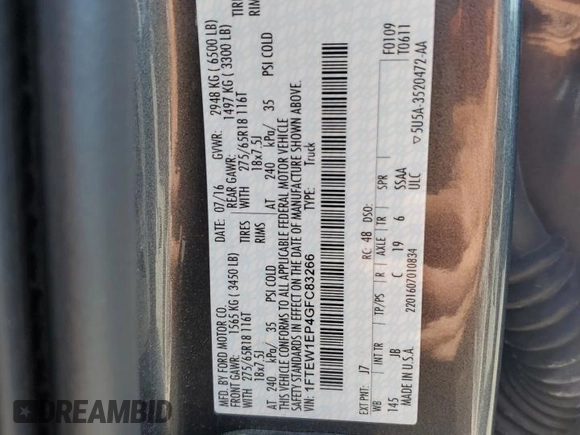 MFD. BY FORD MOTOR CO.
DATE: 07/16 GVWR: 2948 KG ( 6500 LB)
FRONT GAWR: 1565 KG ( 3450 LB) REAR GAWR: 1497 KG ( 3300 LB)
WITH 275/65R18 116T TIRES WITH 275/65R18 116T TIRES
18x7.5J RIMS 18x7.5J RIMS
AT 240 kPa/ 35 PSI COLD AT 240 kPa/ 35 PSI COLD
THIS VEHICLE CONFORMS TO ALL APPLICABLE FEDERAL MOTOR VEHICLE
SAFETY STANDARDS IN EFFECT ON THE DATE OF MANUFACTURE SHOWN ABOVE.
VIN: 1FTEW1EP4GFC83266 TYPE: Truck
F0109
T0611
EXT PNT: J7 RC: 48 DSO:
WB INT TR TP/PS R AXLE TR SPR
145 JB C 19 6 SSAA
MADE IN U.S.A. ULC
2201607010834
▽5U5A-3520472-AA
DREAMBID